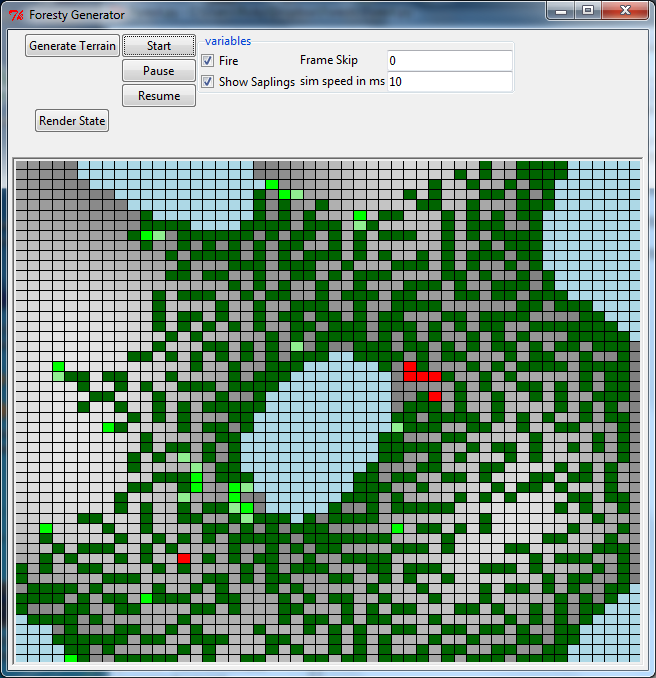 Foresty Generator
Generate Terrain Start variables
Fire Frame Skip 0
Pause
Show Saplings sim speed in ms 10
Resume
Render State